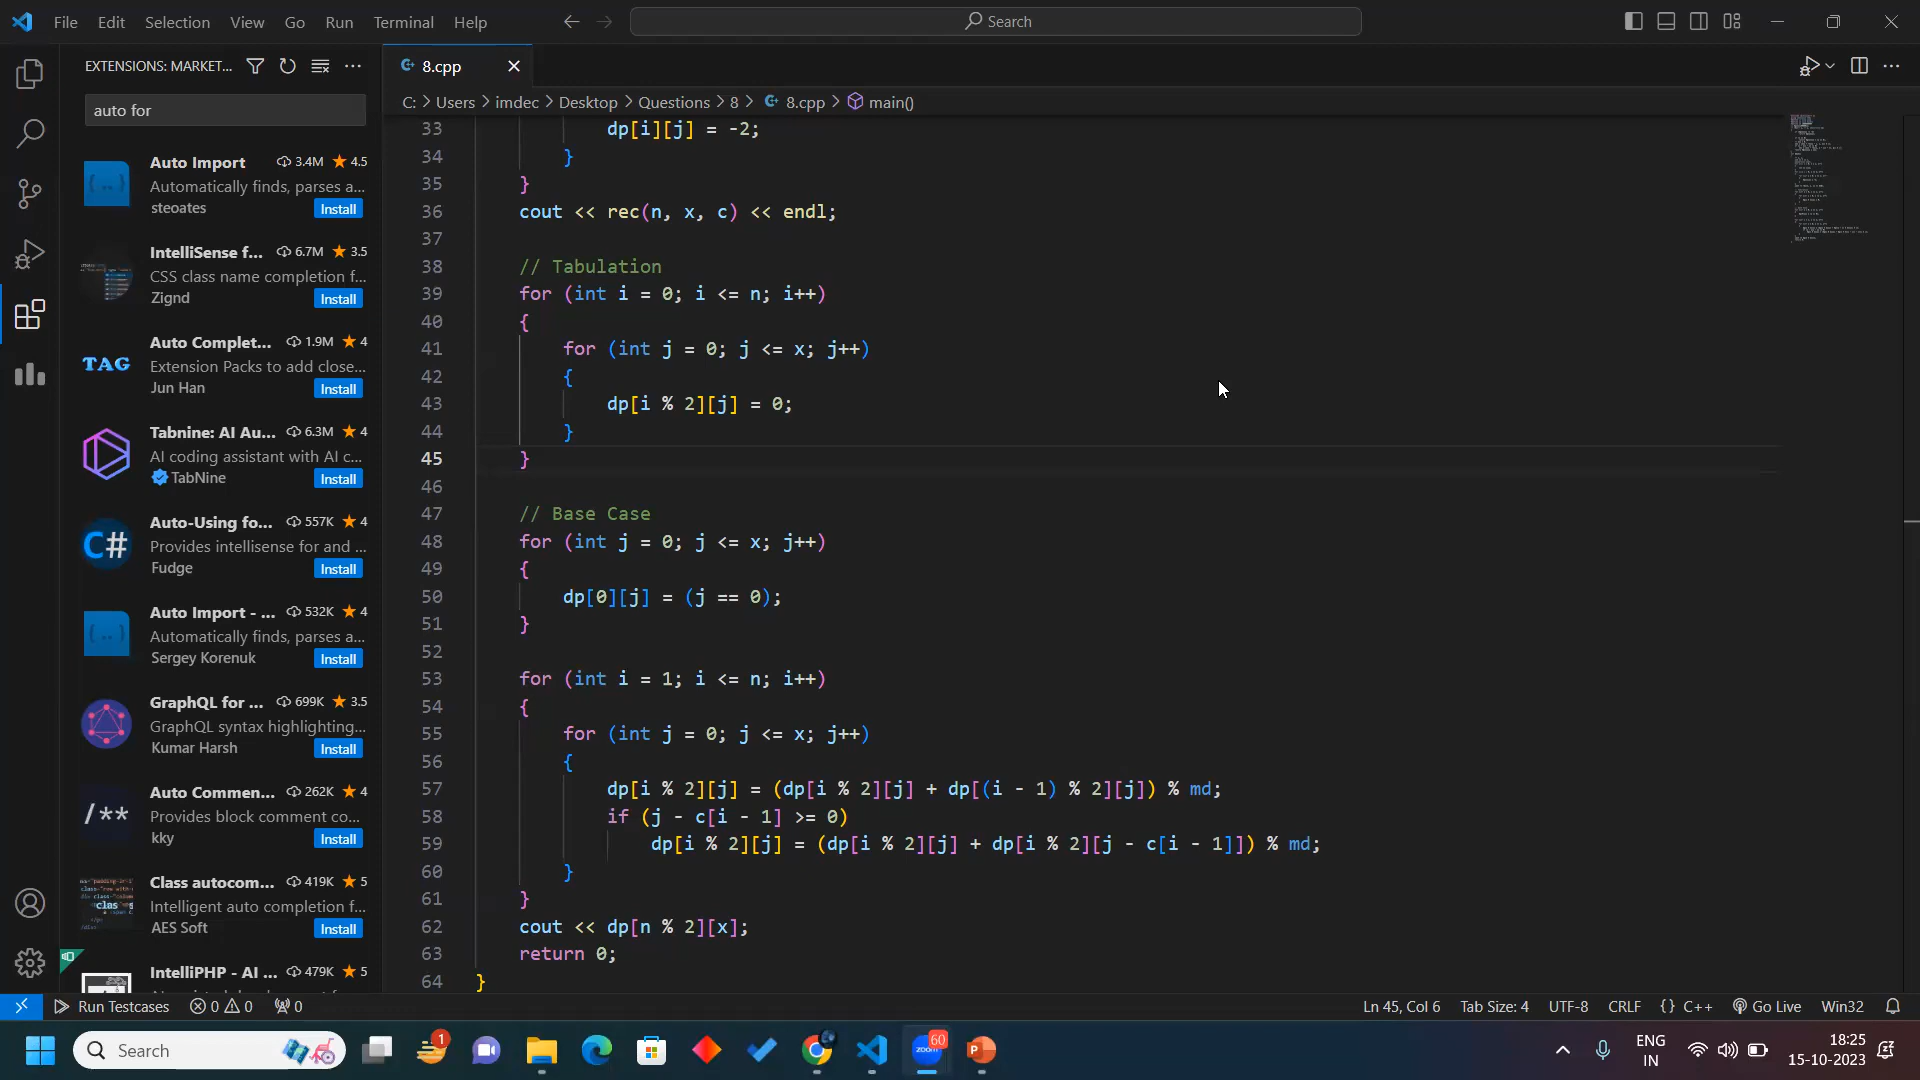 File Edit Selection View Go Run Terminal Help
Search
EXTENSIONS: MARKET...
8.cpp
auto for
C: > Users > imdec > Desktop > Questions > 8 > 8.cpp > main()
Auto Import 3.4M 4.5
Automatically finds, parses a...
steoates Install
IntelliSense f... 6.7M 3.5
CSS class name completion f...
Zignd Install
TAG
Auto Complet... 1.9M 4
Extension Packs to add close...
Jun Han Install
Tabnine: AI Au... 6.3M 4
AI coding assistant with AI c...
TabNine Install
C#
Auto-Using fo... 557K 4
Provides intellisense for and ...
Fudge Install
Auto Import - ... 532K 4
Automatically finds, parses a...
Sergey Korenuk Install
GraphQL for ... 699K 3.5
GraphQL syntax highlighting...
Kumar Harsh Install
/**
Auto Commen... 262K 4
Provides block comment co...
kky Install
Class autocom... 419K 5
Intelligent auto completion f...
AES Soft Install
IntelliPHP - AI ... 479K 5
33 dp[i][j] = -2;
34 }
35 }
36 cout << rec(n, x, c) << endl;
37
38 // Tabulation
39 for (int i = 0; i <= n; i++)
40 {
41 for (int j = 0; j <= x; j++)
42 {
43 dp[i % 2][j] = 0;
44 }
45 }
46
47 // Base Case
48 for (int j = 0; j <= x; j++)
49 {
50 dp[0][j] = (j == 0);
51 }
52
53 for (int i = 1; i <= n; i++)
54 {
55 for (int j = 0; j <= x; j++)
56 {
57 dp[i % 2][j] = (dp[i % 2][j] + dp[(i - 1) % 2][j]) % md;
58 if (j - c[i - 1] >= 0)
59 dp[i % 2][j] = (dp[i % 2][j] + dp[i % 2][j - c[i - 1]]) % md;
60 }
61 }
62 cout << dp[n % 2][x];
63 return 0;
64 }
Run Testcases 0 0 0
Ln 45, Col 6 Tab Size: 4 UTF-8 CRLF {} C++ Go Live Win32
Search
1
zoom
60
ENG
IN
18:25
15-10-2023